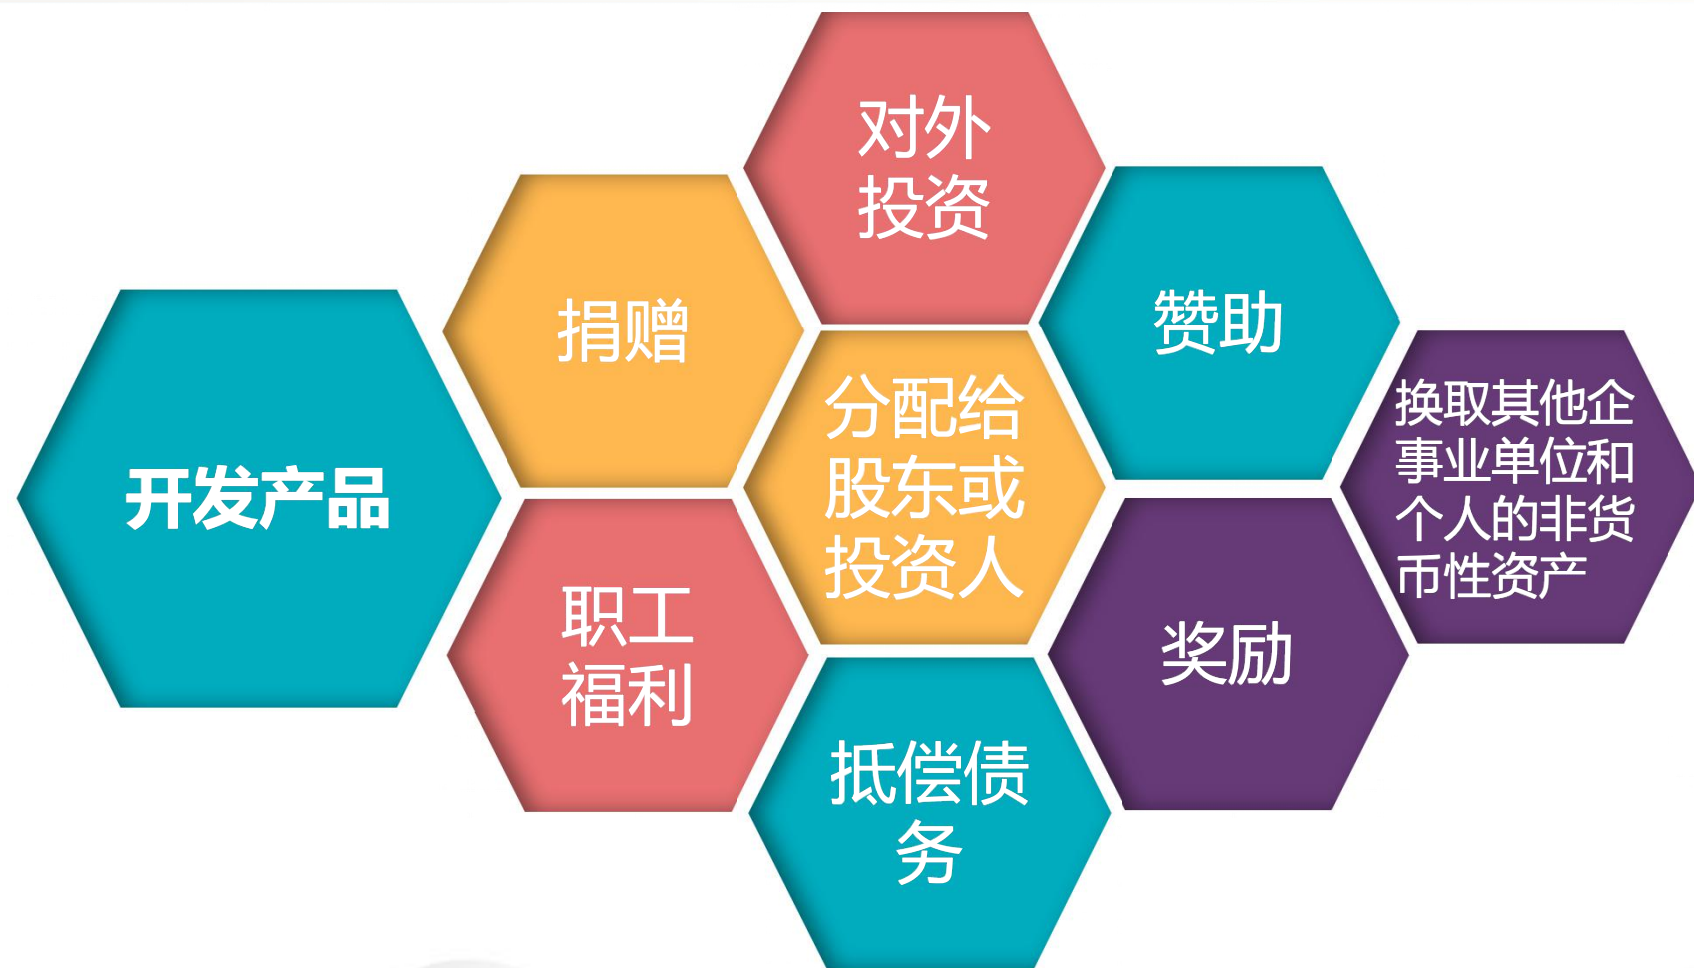 开发产品
捐赠
职工
福利
对外
投资
分配给
股东或
投资人
抵偿债
务
赞助
奖励
换取其他企
事业单位和
个人的非货
币性资产